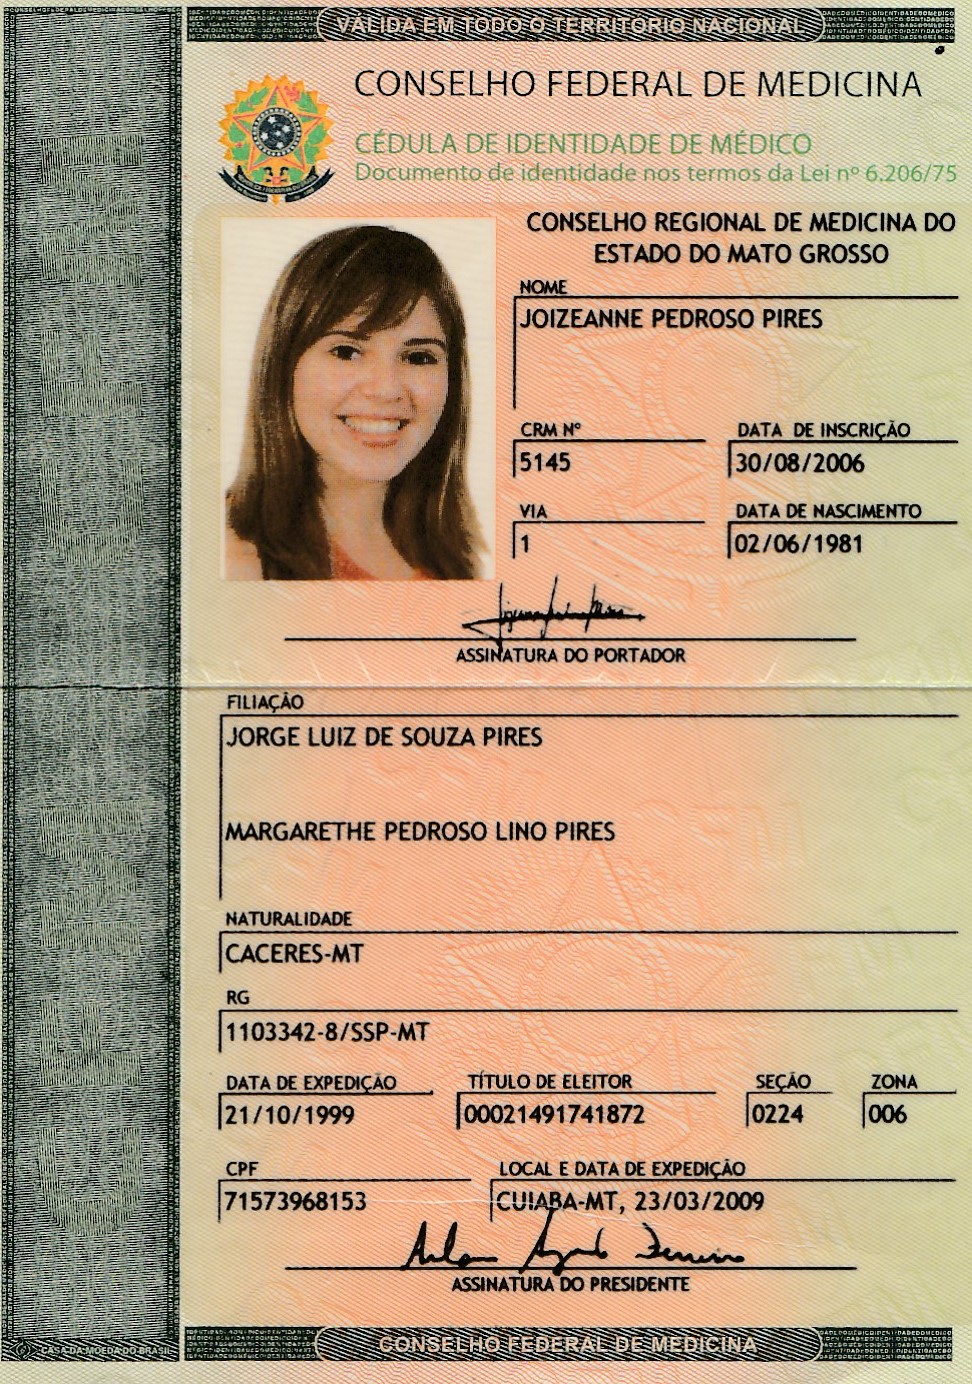 VÁLIDA EM TODO O TERRITÓRIO NACIONAL
CONSELHO FEDERAL DE MEDICINA
CÉDULA DE IDENTIDADE DE MÉDICO
Documento de identidade nos termos da Lei nº 6.206/75
CONSELHO REGIONAL DE MEDICINA DO
ESTADO DO MATO GROSSO
NOME
JOIZEANNE PEDROSO PIRES
CRM Nº
DATA DE INSCRIÇÃO
5145
30/08/2006
VIA
DATA DE NASCIMENTO
1
02/06/1981
ASSINATURA DO PORTADOR
FILIAÇÃO
JORGE LUIZ DE SOUZA PIRES
MARGARETHE PEDROSO LINO PIRES
NATURALIDADE
CACERES-MT
RG
1103342-8/SSP-MT
DATA DE EXPEDIÇÃO
TÍTULO DE ELEITOR
SEÇÃO
ZONA
21/10/1999
00021491741872
0224
006
CPF
LOCAL E DATA DE EXPEDIÇÃO
71573968153
CUIABA-MT, 23/03/2009
ASSINATURA DO PRESIDENTE
CONSELHO FEDERAL DE MEDICINA
CASA DA MOEDA DO BRASIL